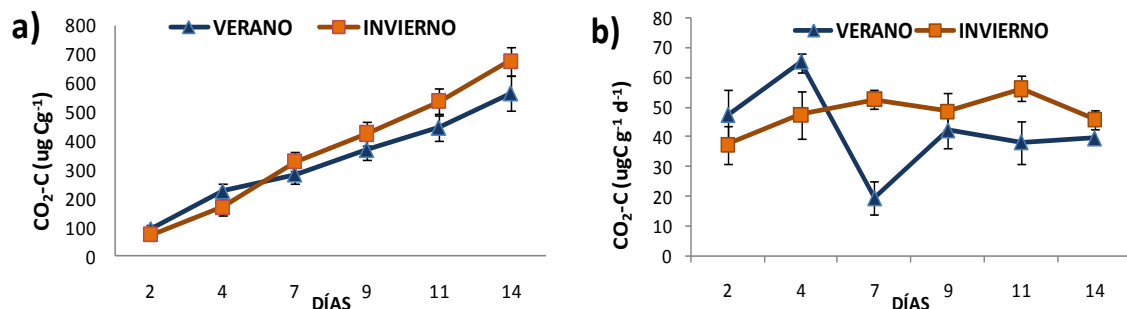 a)
VERANO INVIERNO
CO₂-C (ug Cg⁻¹)
800
700
600
500
400
300
200
100
0
2 4 7 9 11 14
DÍAS
b)
VERANO INVIERNO
CO₂-C (ugC g⁻¹ d⁻¹)
80
70
60
50
40
30
20
10
0
2 4 7 9 11 14
DÍAS